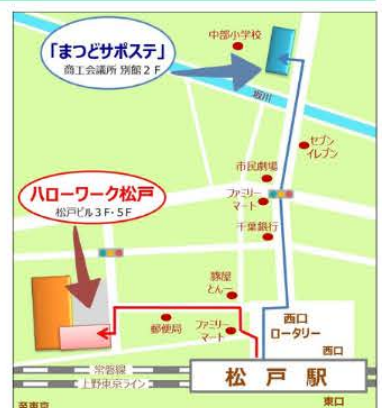 中部小学校
「まつどサポステ」
商工会議所 別館2F
坂川
セブン
イレブン
市民劇場
ハローワーク松戸
松戸ビル3F・5F
ファミリー
マート
千葉銀行
豚屋
とんー
郵便局
ファミリー
マート
西口
ロータリー
西口
常磐線
上野東京ライン
松戸駅
至東京
東口